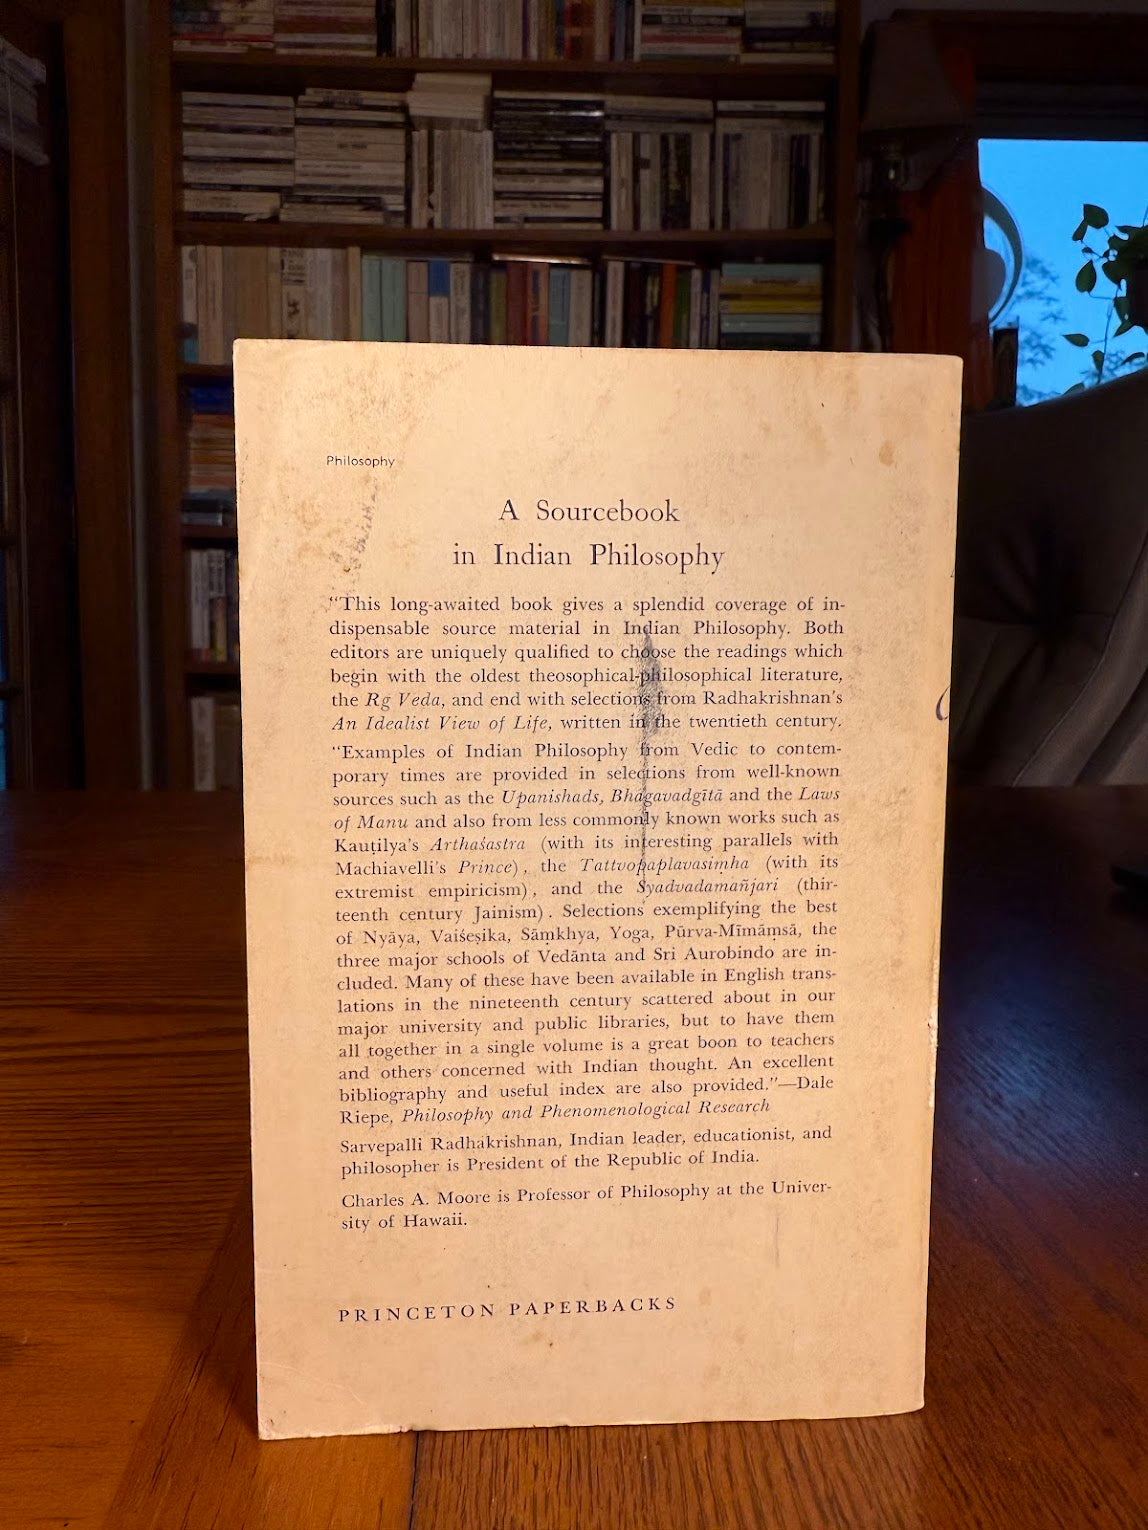 Philosophy
A Sourcebook
in Indian Philosophy
“This long-awaited book gives a splendid coverage of in-
dispensable source material in Indian Philosophy. Both
editors are uniquely qualified to choose the readings which
begin with the oldest theosophical-philosophical literature,
the Rg Veda, and end with selections from Radhakrishnan's
An Idealist View of Life, written in the twentieth century.
“Examples of Indian Philosophy from Vedic to contem-
porary times are provided in selections from well-known
sources such as the Upanishads, Bhagavadgītā and the Laws
of Manu and also from less commonly known works such as
Kauṭilya's Arthaśastra (with its interesting parallels with
Machiavelli's Prince), the Tattvopaplavasiṃha (with its
extremist empiricism), and the Syadvadamañjari (thir-
teenth century Jainism). Selections exemplifying the best
of Nyāya, Vaiśeṣika, Sāṃkhya, Yoga, Pūrva-Mīmāṃsā, the
three major schools of Vedānta and Sri Aurobindo are in-
cluded. Many of these have been available in English trans-
lations in the nineteenth century scattered about in our
major university and public libraries, but to have them
all together in a single volume is a great boon to teachers
and others concerned with Indian thought. An excellent
bibliography and useful index are also provided.”—Dale
Riepe, Philosophy and Phenomenological Research
Sarvepalli Radhakrishnan, Indian leader, educationist, and
philosopher is President of the Republic of India.
Charles A. Moore is Professor of Philosophy at the Univer-
sity of Hawaii.
PRINCETON PAPERBACKS